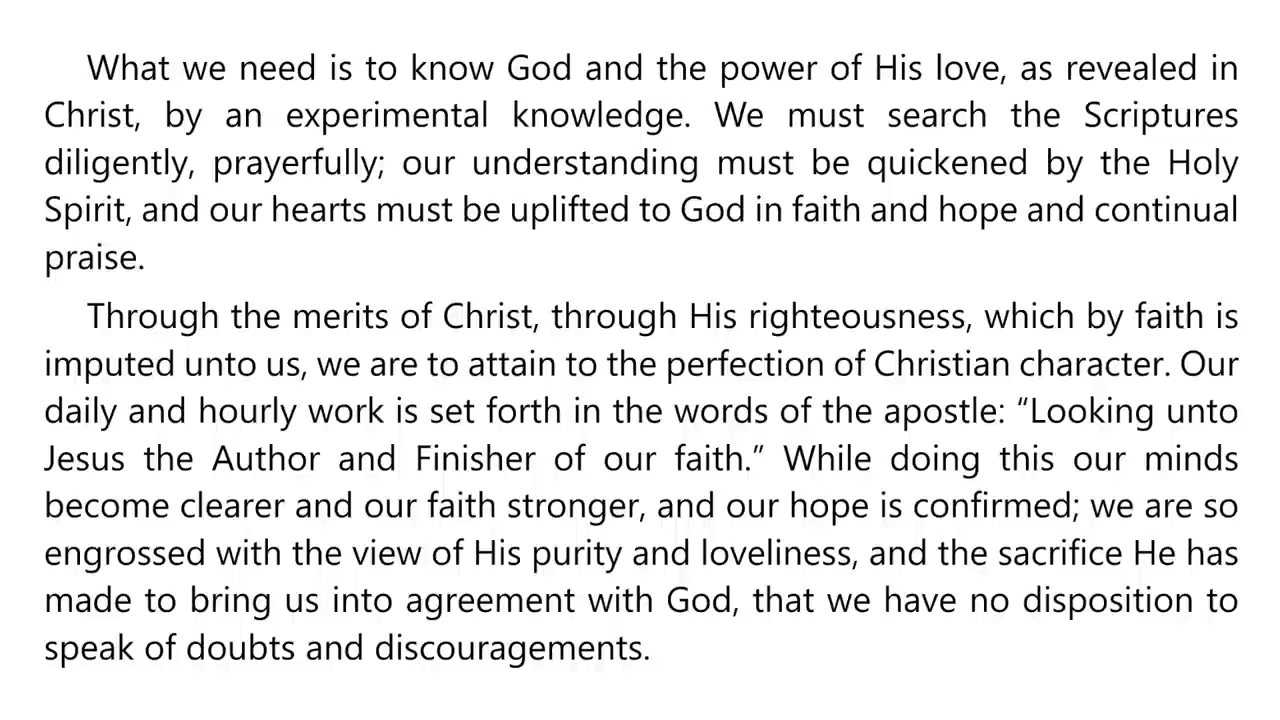 What we need is to know God and the power of His love, as revealed in
Christ, by an experimental knowledge. We must search the Scriptures
diligently, prayerfully; our understanding must be quickened by the Holy
Spirit, and our hearts must be uplifted to God in faith and hope and continual
praise.
Through the merits of Christ, through His righteousness, which by faith is
imputed unto us, we are to attain to the perfection of Christian character. Our
daily and hourly work is set forth in the words of the apostle: “Looking unto
Jesus the Author and Finisher of our faith.” While doing this our minds
become clearer and our faith stronger, and our hope is confirmed; we are so
engrossed with the view of His purity and loveliness, and the sacrifice He has
made to bring us into agreement with God, that we have no disposition to
speak of doubts and discouragements.